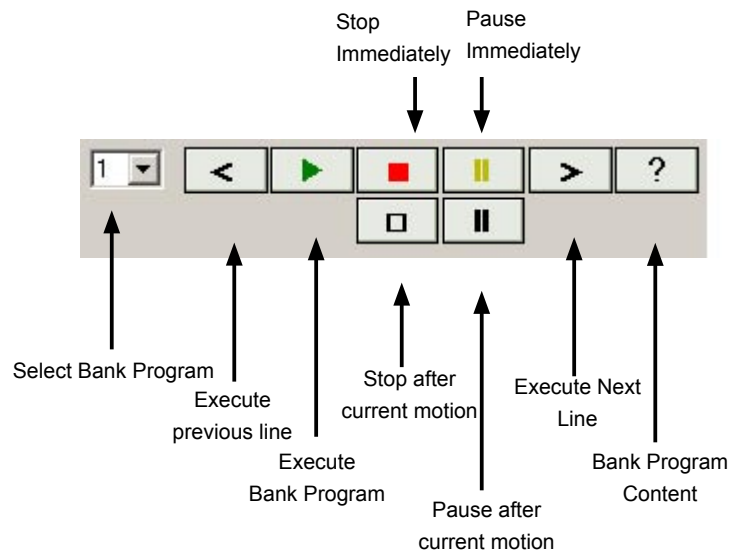 Stop
Immediately
Pause
Immediately
1
<
>
?
Select Bank Program
Execute
previous line
Execute
Bank Program
Stop after
current motion
Pause after
current motion
Execute Next
Line
Bank Program
Content